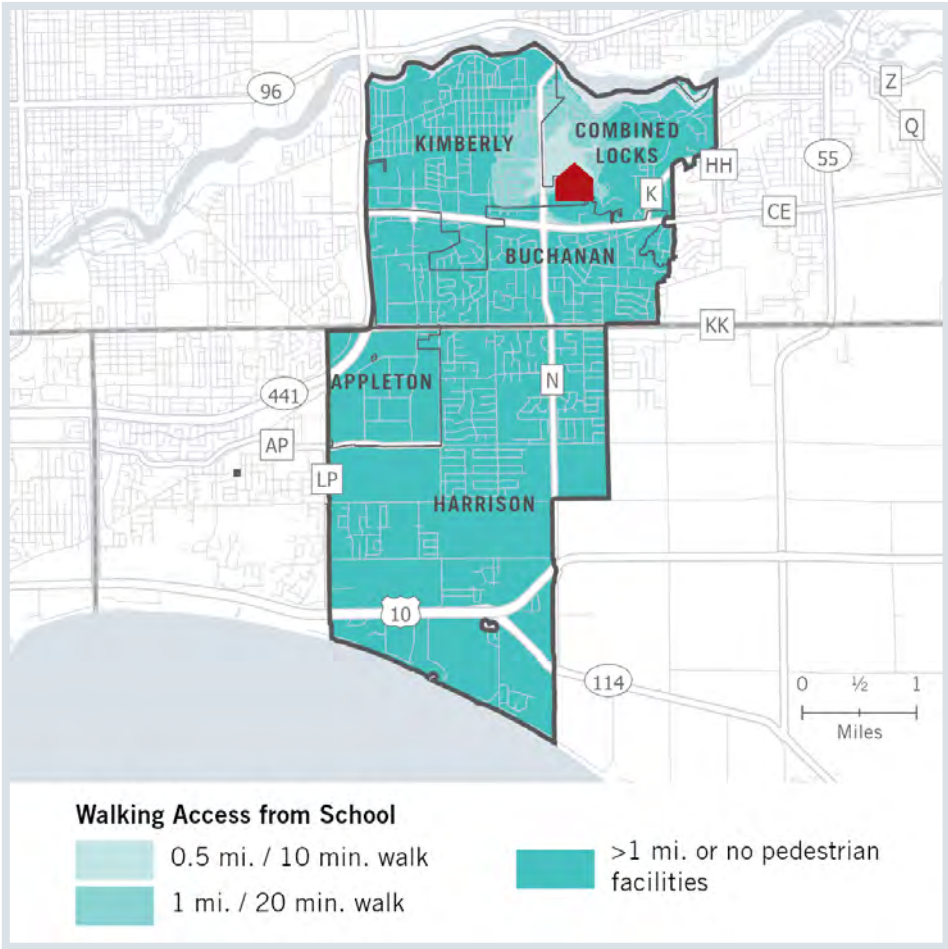 96
Z
Q
KIMBERLY
COMBINED
LOCKS
55
HH
K
CE
BUCHANAN
KK
APPLETON
N
441
AP
LP
HARRISON
10
114
0 ½ 1
Miles
Walking Access from School
0.5 mi. / 10 min. walk
1 mi. / 20 min. walk
>1 mi. or no pedestrian
facilities